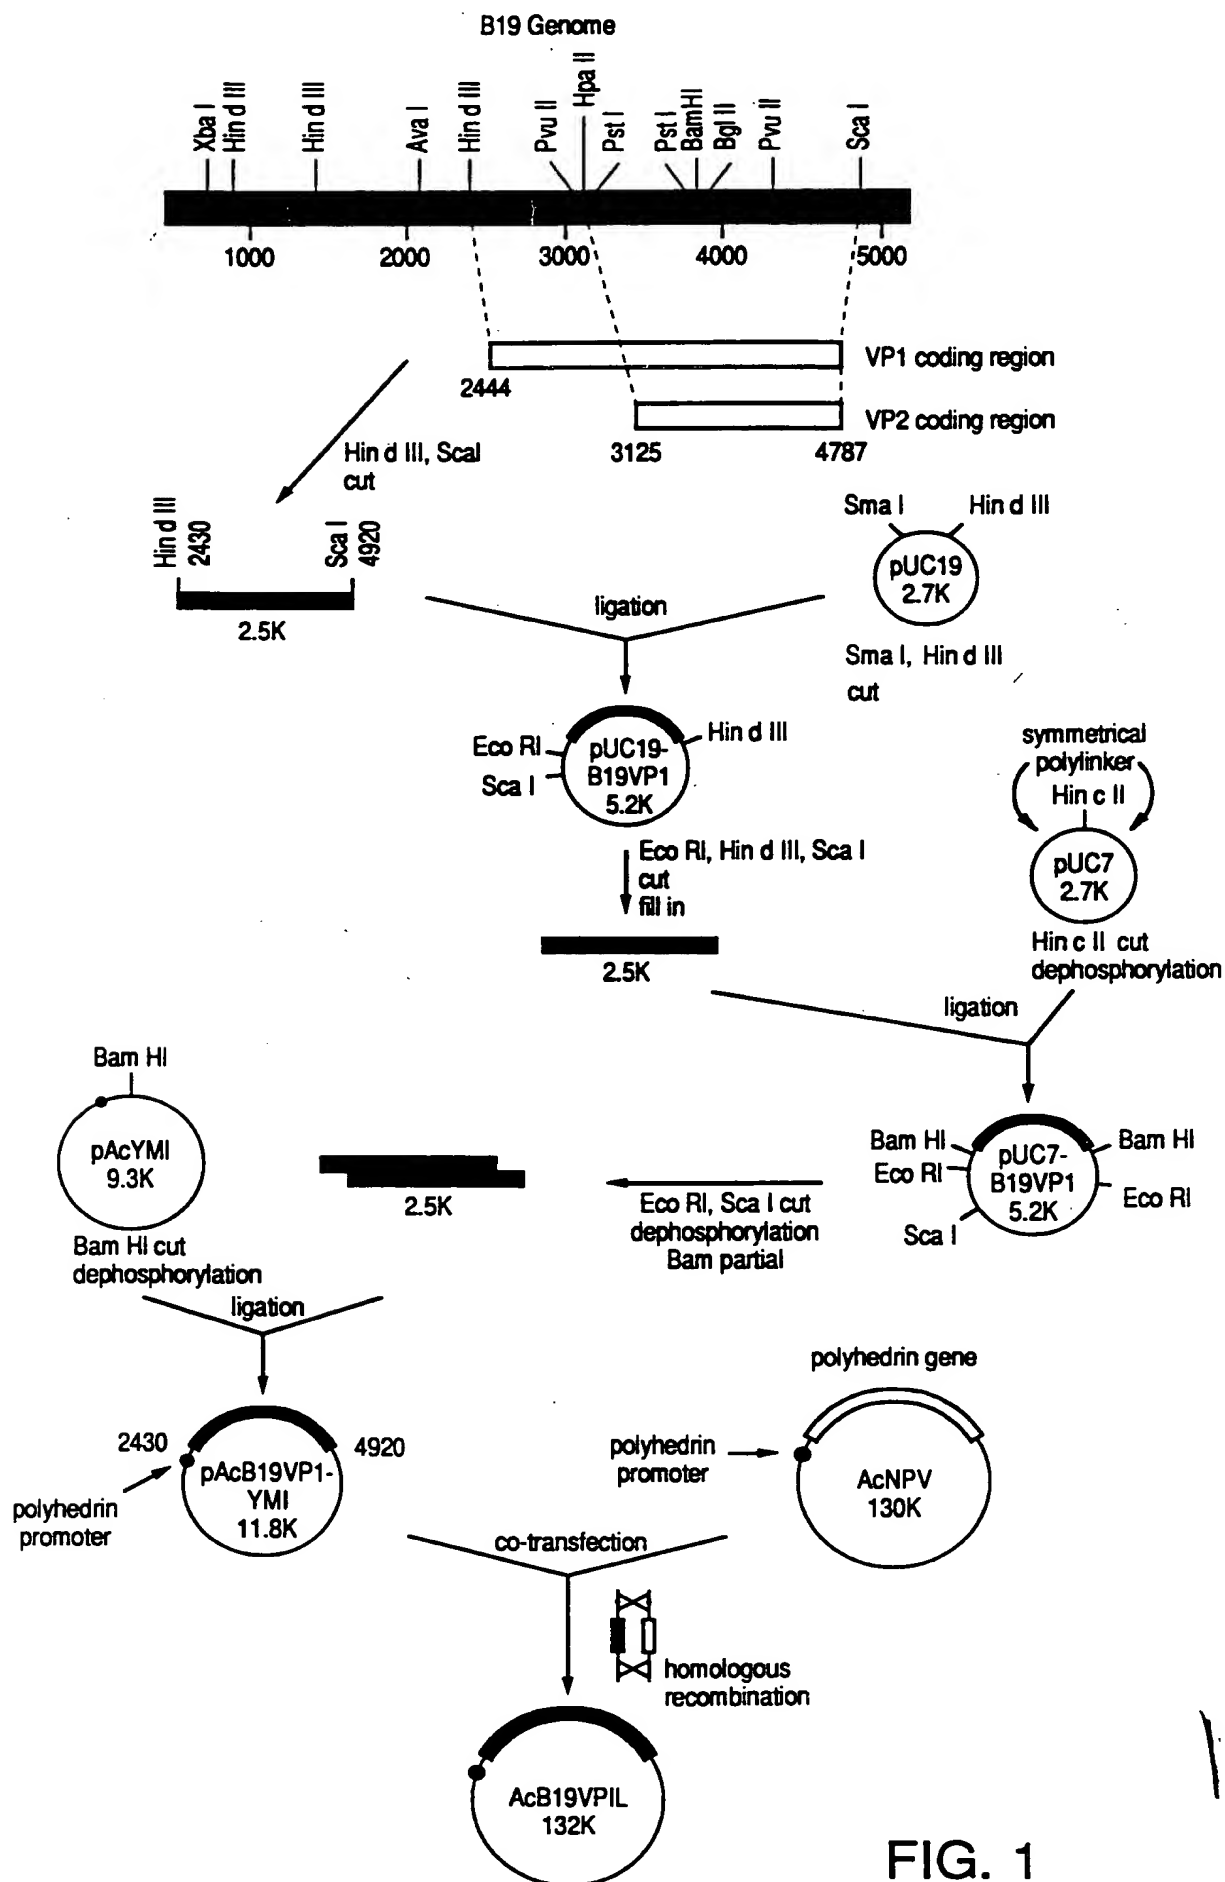 B19 Genome
Xba I
Hin d III
Hin d III
Ava I
Hin d III
Pvu II
Hpa II
Pst I
Pst I
BamHI
Bgl II
Pvu II
Sca I
1000
2000
3000
4000
5000
VP1 coding region
2444
VP2 coding region
3125
4787
Hin d III, ScaI
cut
Hin d III
2430
Sca I
4920
2.5K
ligation
Sma I
Hin d III
pUC19
2.7K
Sma I, Hin d III
cut
Eco RI
Sca I
pUC19-
B19VP1
5.2K
Hin d III
symmetrical
polylinker
Hin c II
pUC7
2.7K
Hin c II cut
dephosphorylation
Eco RI, Hin d III, Sca I
cut
fill in
2.5K
ligation
Bam HI
pAcYMI
9.3K
Bam HI cut
dephosphorylation
2.5K
Eco RI, Sca I cut
dephosphorylation
Bam partial
Bam HI
Eco RI
Sca I
pUC7-
B19VP1
5.2K
Bam HI
Eco RI
ligation
2430
4920
pAcB19VP1-
YMI
11.8K
polyhedrin
promoter
polyhedrin gene
polyhedrin
promoter
AcNPV
130K
co-transfection
homologous
recombination
AcB19VPIL
132K
FIG. 1